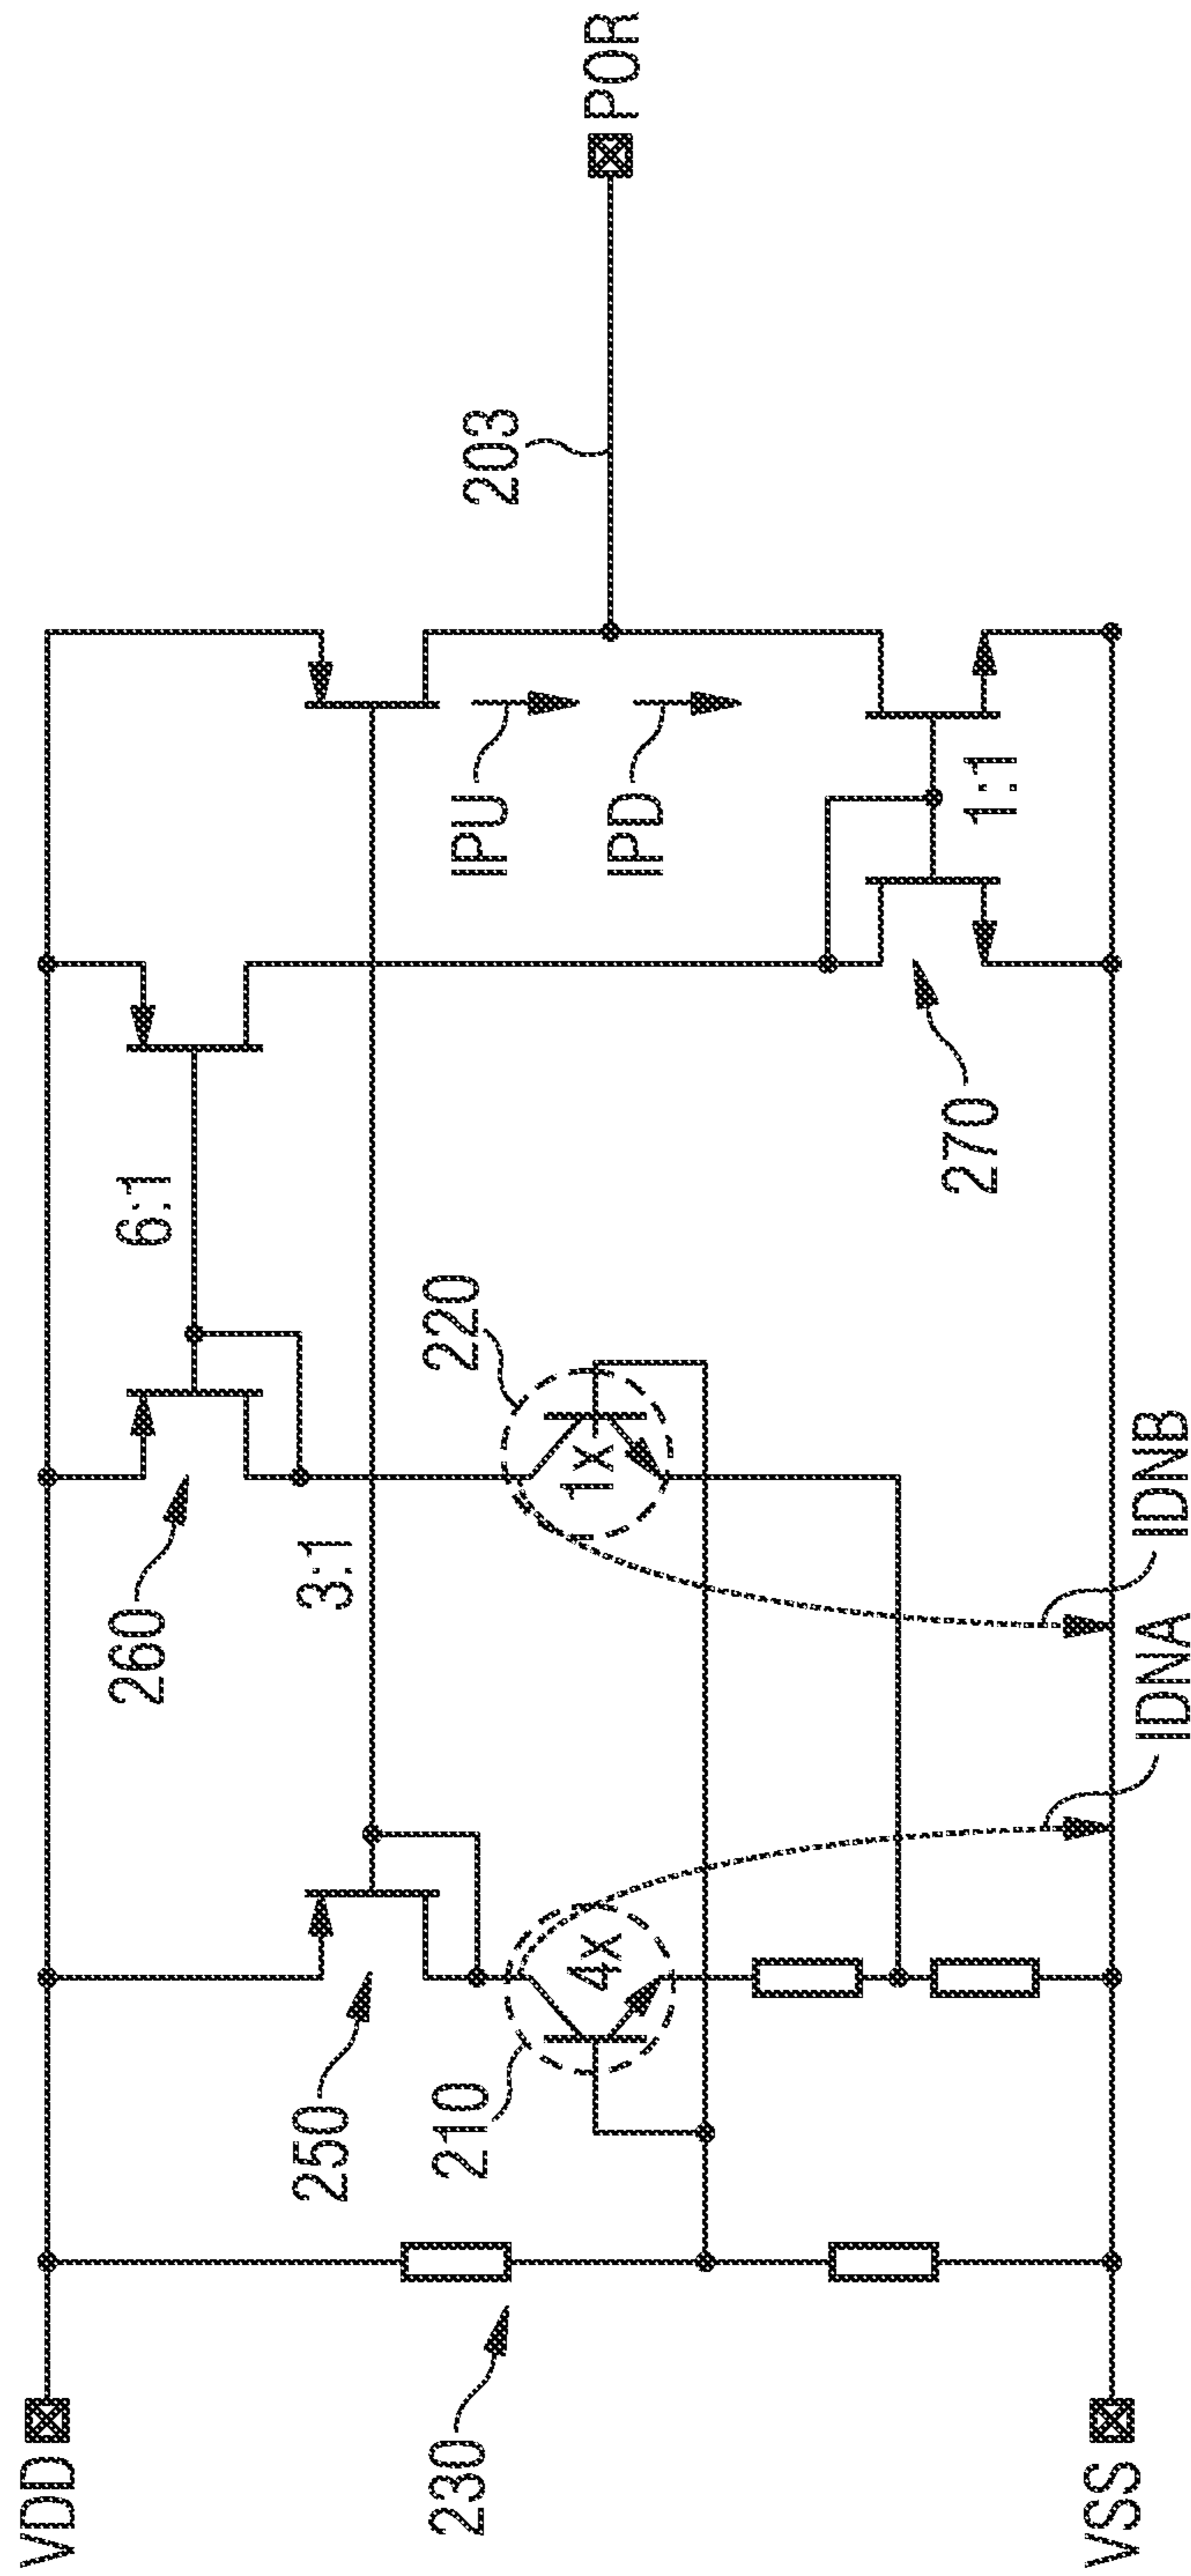 VDD
VSS
230
250
210
4x
IDNA
260
3:1
220
1x
IDNB
6:1
270
1:1
IPU
IPD
203
POR